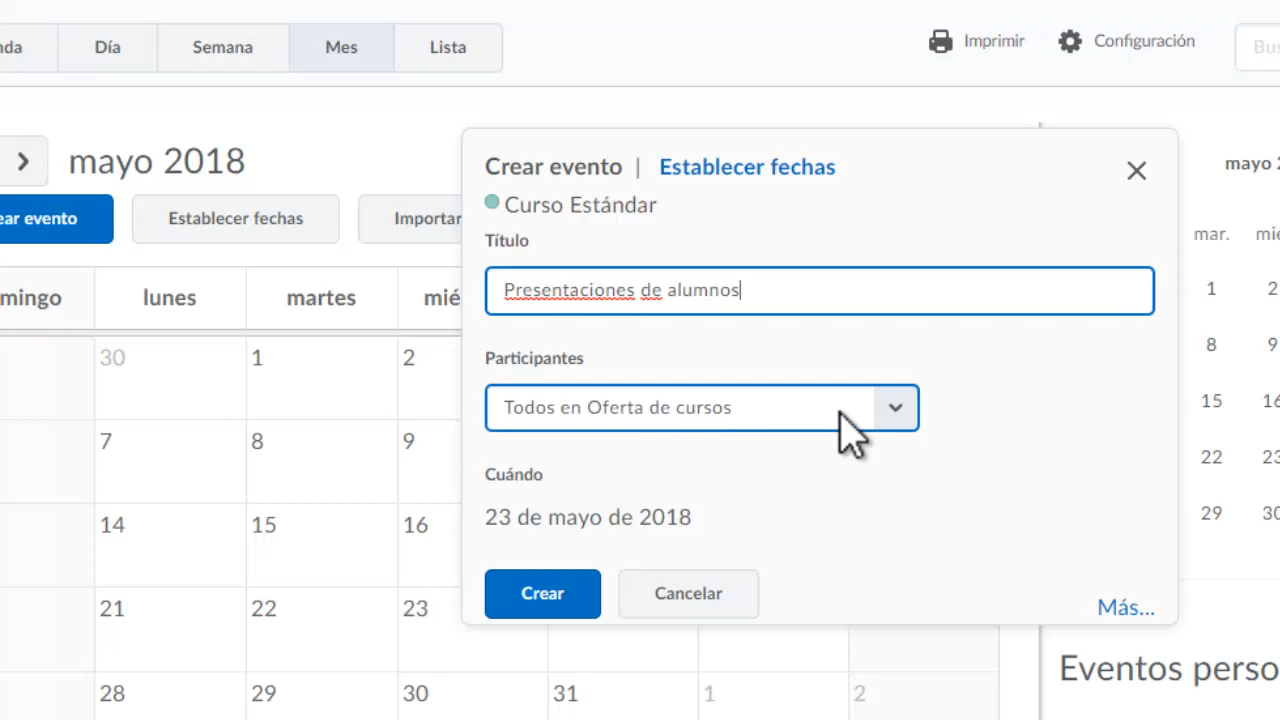 nda Día Semana Mes Lista Imprimir Configuración Bus
mayo 2018
ear evento Establecer fechas Importar
mingo lunes martes mié
30 1 2
7 8 9
14 15 16
21 22 23
28 29 30 31 1 2
Crear evento | Establecer fechas
Curso Estándar
Título
Presentaciones de alumnos
Participantes
Todos en Oferta de cursos
Cuándo
23 de mayo de 2018
Crear Cancelar
Más...
mayo 2
mar. mié
1 2
8 9
15 16
22 23
29 30
Eventos perso